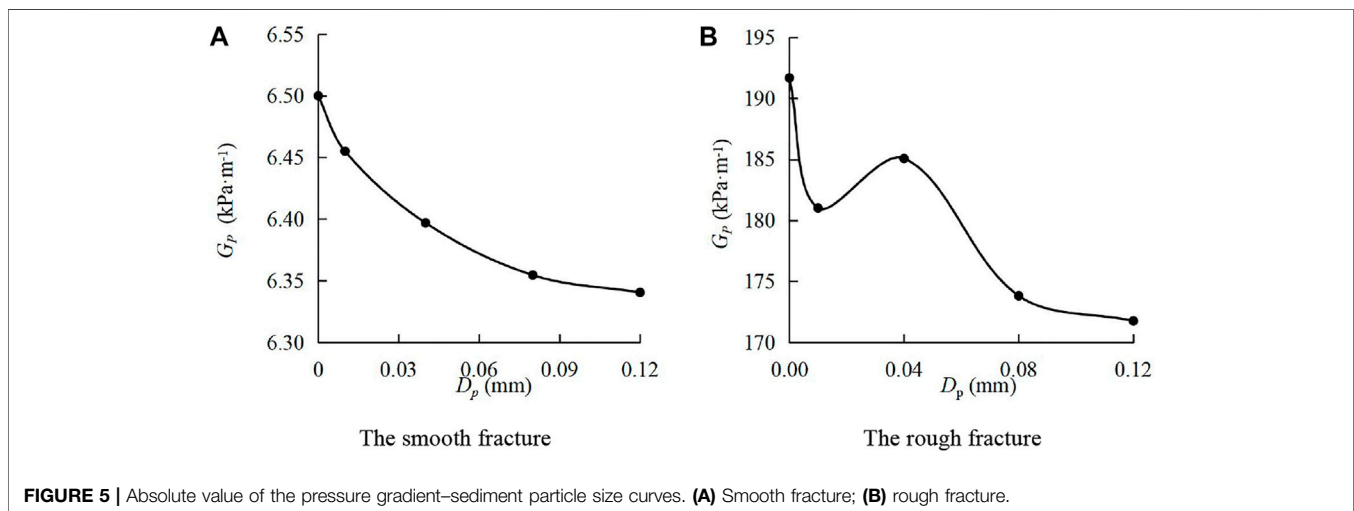 A
6.55
6.50
6.45
6.40
6.35
6.30
G_p (kPa·m⁻¹)
0 0.03 0.06 0.09 0.12
D_p (mm)
The smooth fracture
B
195
190
185
180
175
170
G_p (kPa·m⁻¹)
0.00 0.04 0.08 0.12
D_p (mm)
The rough fracture
FIGURE 5 | Absolute value of the pressure gradient–sediment particle size curves. (A) Smooth fracture; (B) rough fracture.